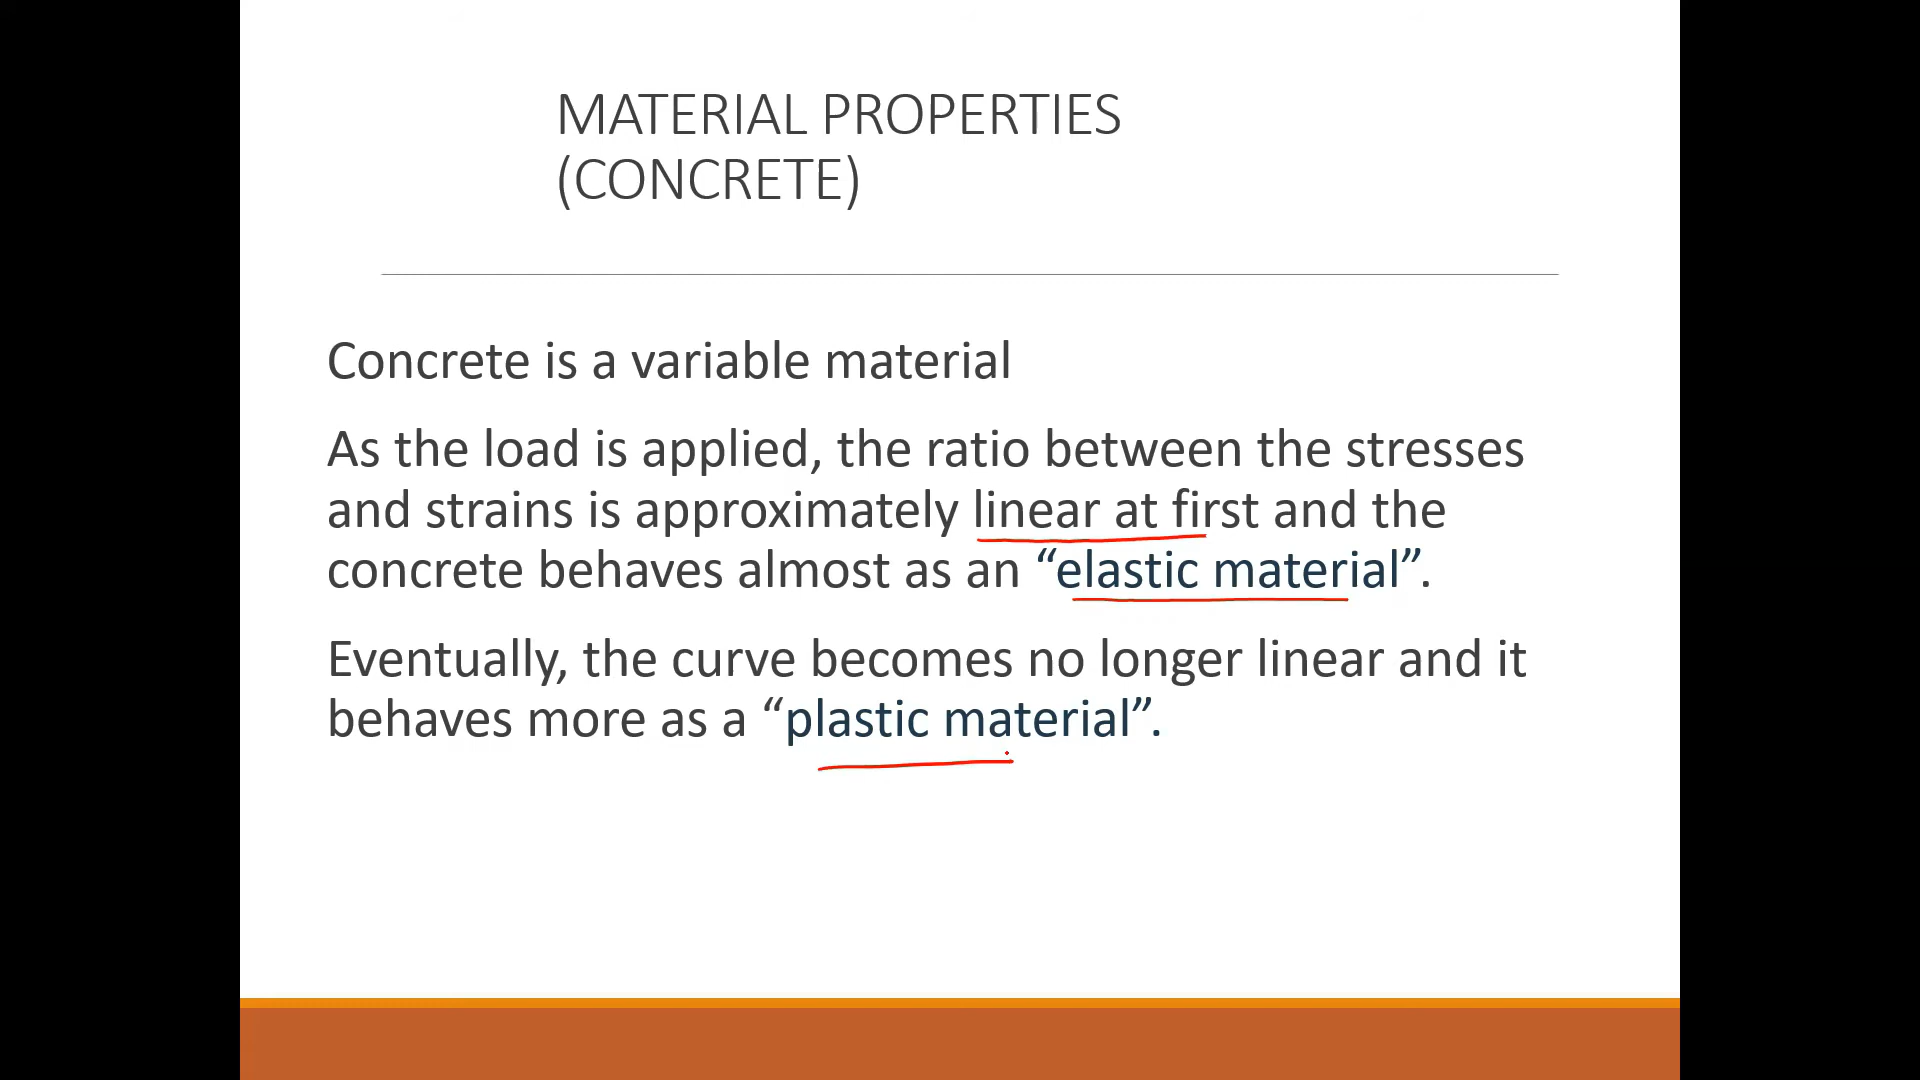 MATERIAL PROPERTIES
(CONCRETE)
Concrete is a variable material
As the load is applied, the ratio between the stresses
and strains is approximately linear at first and the
concrete behaves almost as an “elastic material”.
Eventually, the curve becomes no longer linear and it
behaves more as a “plastic material”.